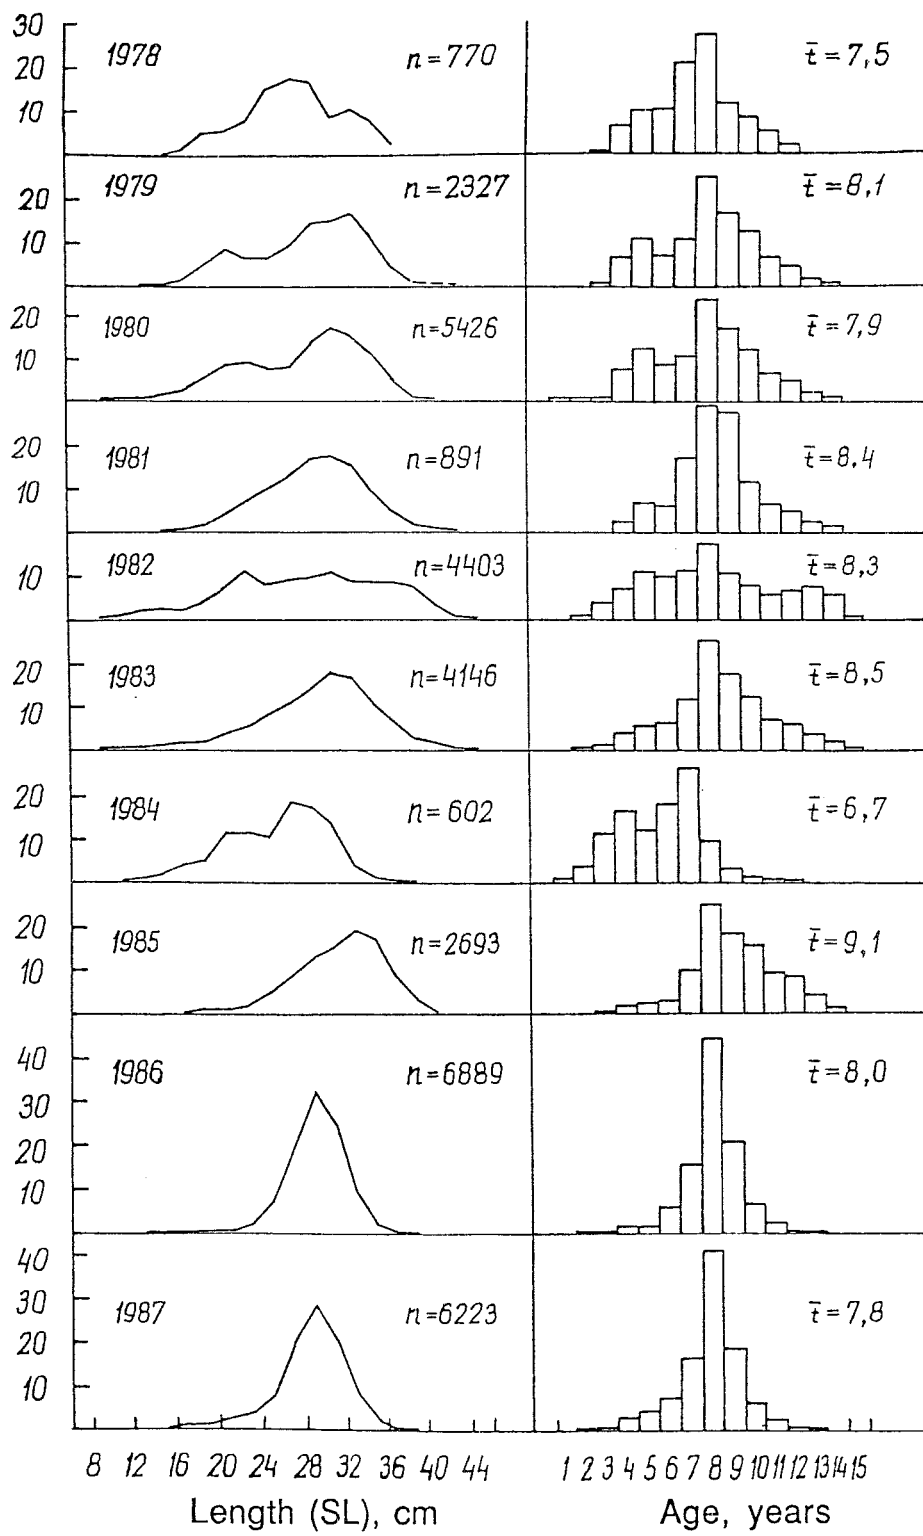 30
20
10
1978 n=770 t̄=7,5
20
10
1979 n=2327 t̄=8,1
20
10
1980 n=5426 t̄=7,9
20
10
1981 n=891 t̄=8.4
10
1982 n=4403 t̄=8,3
20
10
1983 n=4146 t̄=8,5
20
10
1984 n=602 t̄=6,7
20
10
1985 n=2693 t̄=9,1
40
30
20
10
1986 n=6889 t̄=8,0
40
30
20
10
1987 n=6223 t̄=7,8
8 12 16 20 24 28 32 36 40 44 1 2 3 4 5 6 7 8 9 10 11 12 13 14 15
Length (SL), cm Age, years